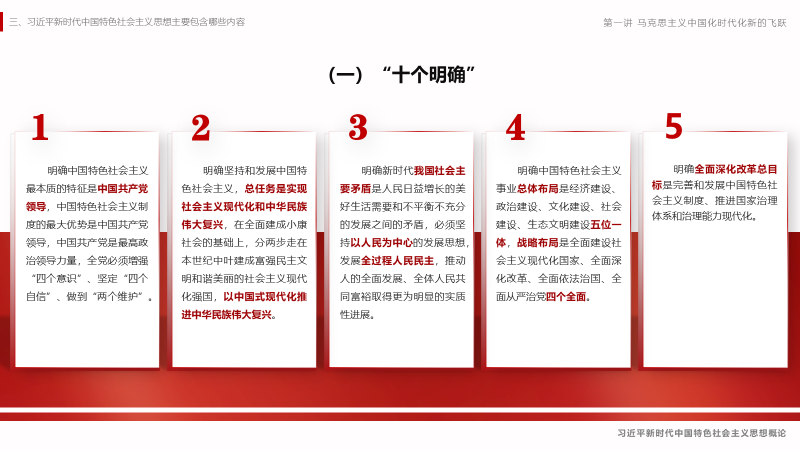 三、习近平新时代中国特色社会主义思想主要包含哪些内容
第一讲 马克思主义中国化时代化新的飞跃
（一）“十个明确”
1
明确中国特色社会主义
最本质的特征是中国共产党
领导，中国特色社会主义制
度的最大优势是中国共产党
领导，中国共产党是最高政
治领导力量，全党必须增强
“四个意识”、坚定“四个
自信”、做到“两个维护”。
2
明确坚持和发展中国特
色社会主义，总任务是实现
社会主义现代化和中华民族
伟大复兴，在全面建成小康
社会的基础上，分两步走在
本世纪中叶建成富强民主文
明和谐美丽的社会主义现代
化强国，以中国式现代化推
进中华民族伟大复兴。
3
明确新时代我国社会主
要矛盾是人民日益增长的美
好生活需要和不平衡不充分
的发展之间的矛盾，必须坚
持以人民为中心的发展思想，
发展全过程人民民主，推动
人的全面发展、全体人民共
同富裕取得更为明显的实质
性进展。
4
明确中国特色社会主义
事业总体布局是经济建设、
政治建设、文化建设、社会
建设、生态文明建设五位一
体，战略布局是全面建设社
会主义现代化国家、全面深
化改革、全面依法治国、全
面从严治党四个全面。
5
明确全面深化改革总目
标是完善和发展中国特色社
会主义制度、推进国家治理
体系和治理能力现代化。
习近平新时代中国特色社会主义思想概论